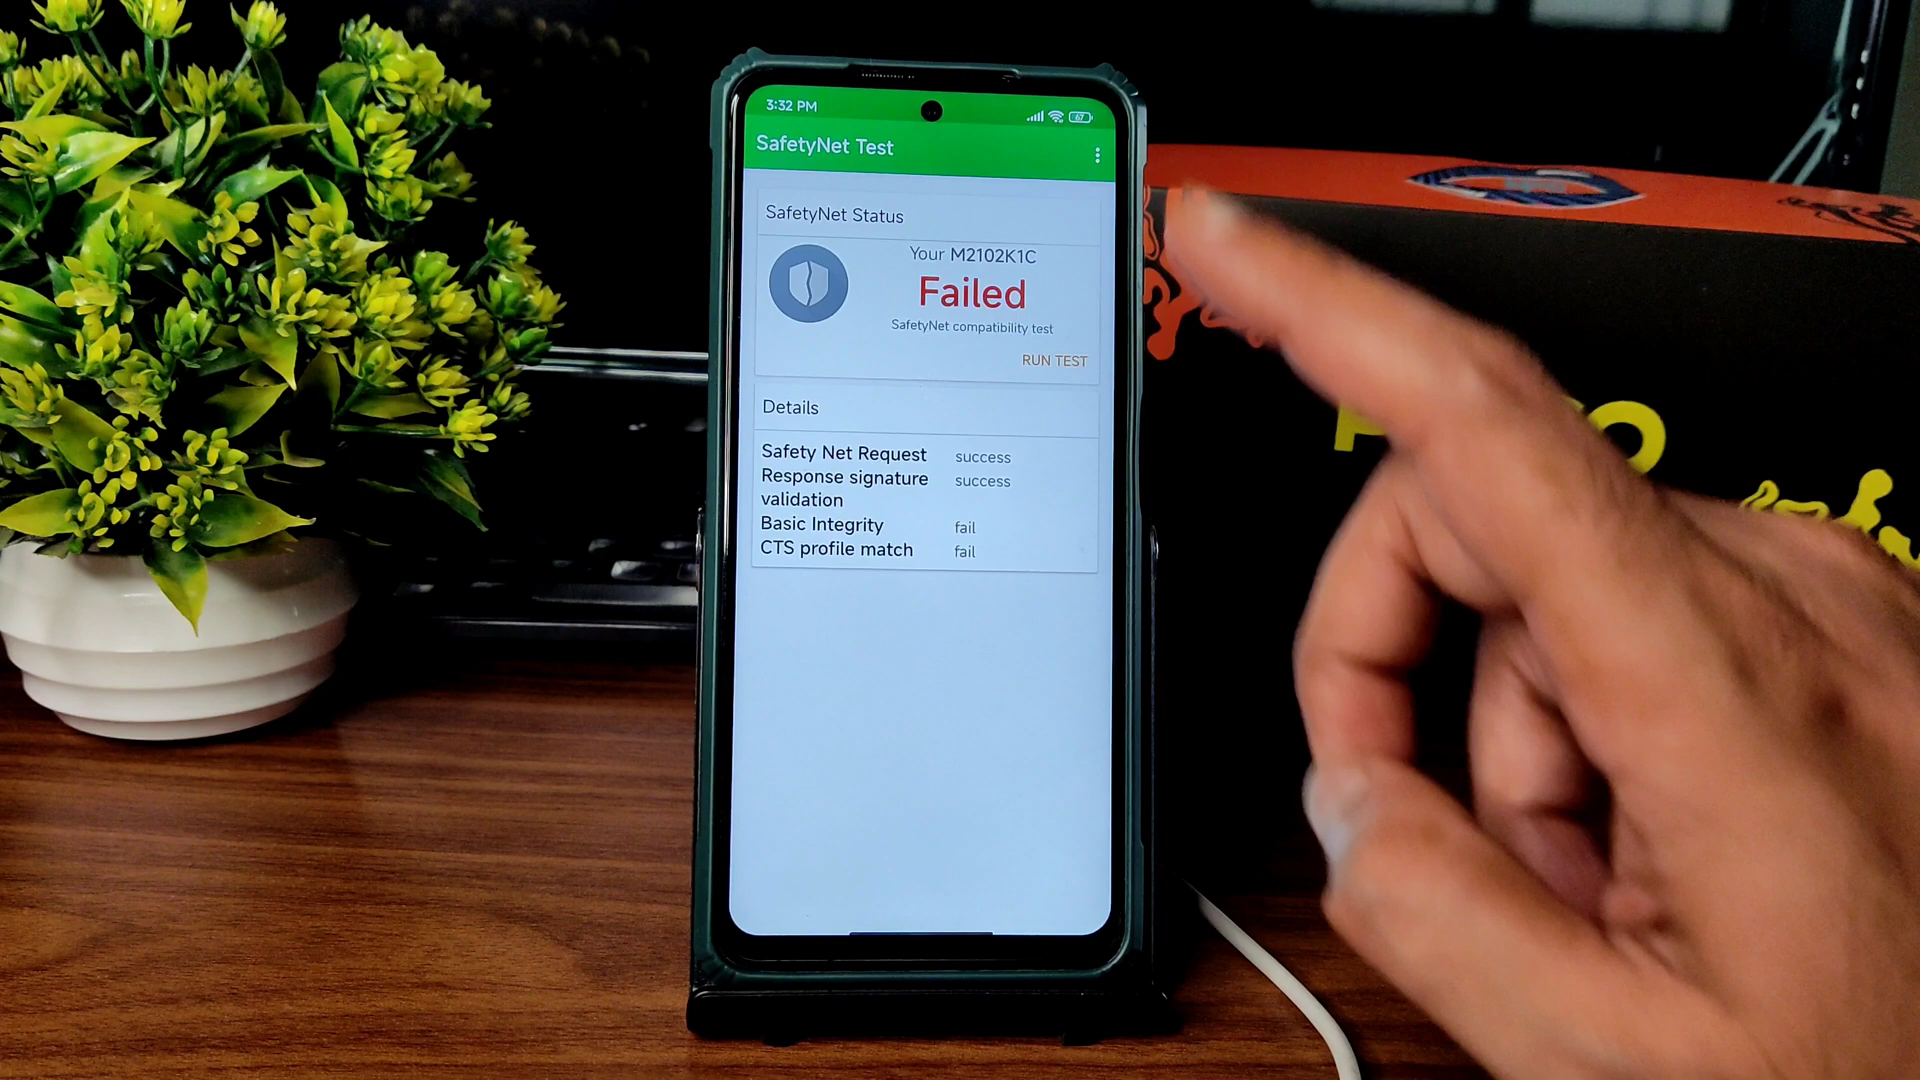 3:32 PM
67
SafetyNet Test
SafetyNet Status
Your M2102K1C
Failed
SafetyNet compatibility test
RUN TEST
Details
Safety Net Request success
Response signature success
validation
Basic Integrity fail
CTS profile match fail